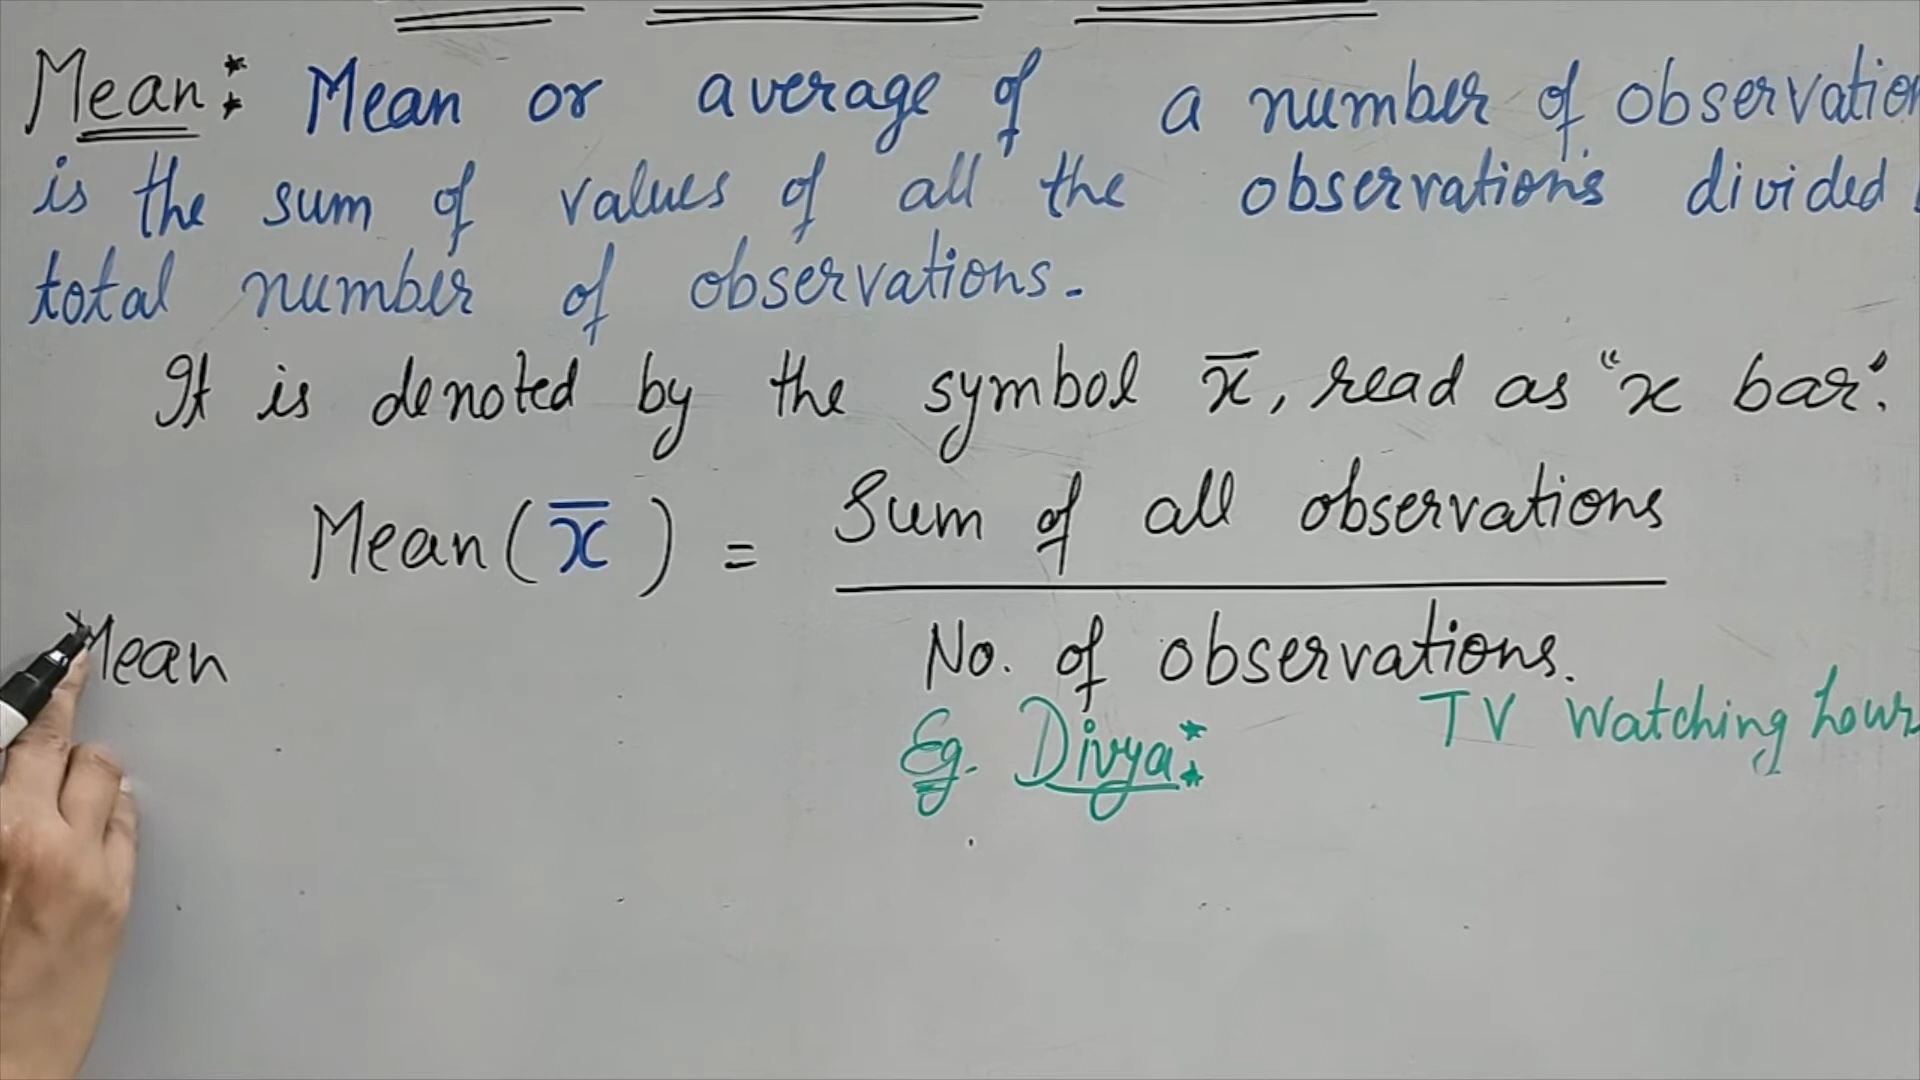 Mean: Mean or average of a number of observation
is the sum of values of all the observations divided
total number of observations.
It is denoted by the symbol x̄, read as "x bar".
Mean (x̄) = Sum of all observations
No. of observations.
Mean
TV watching hours
Eg. Divya: